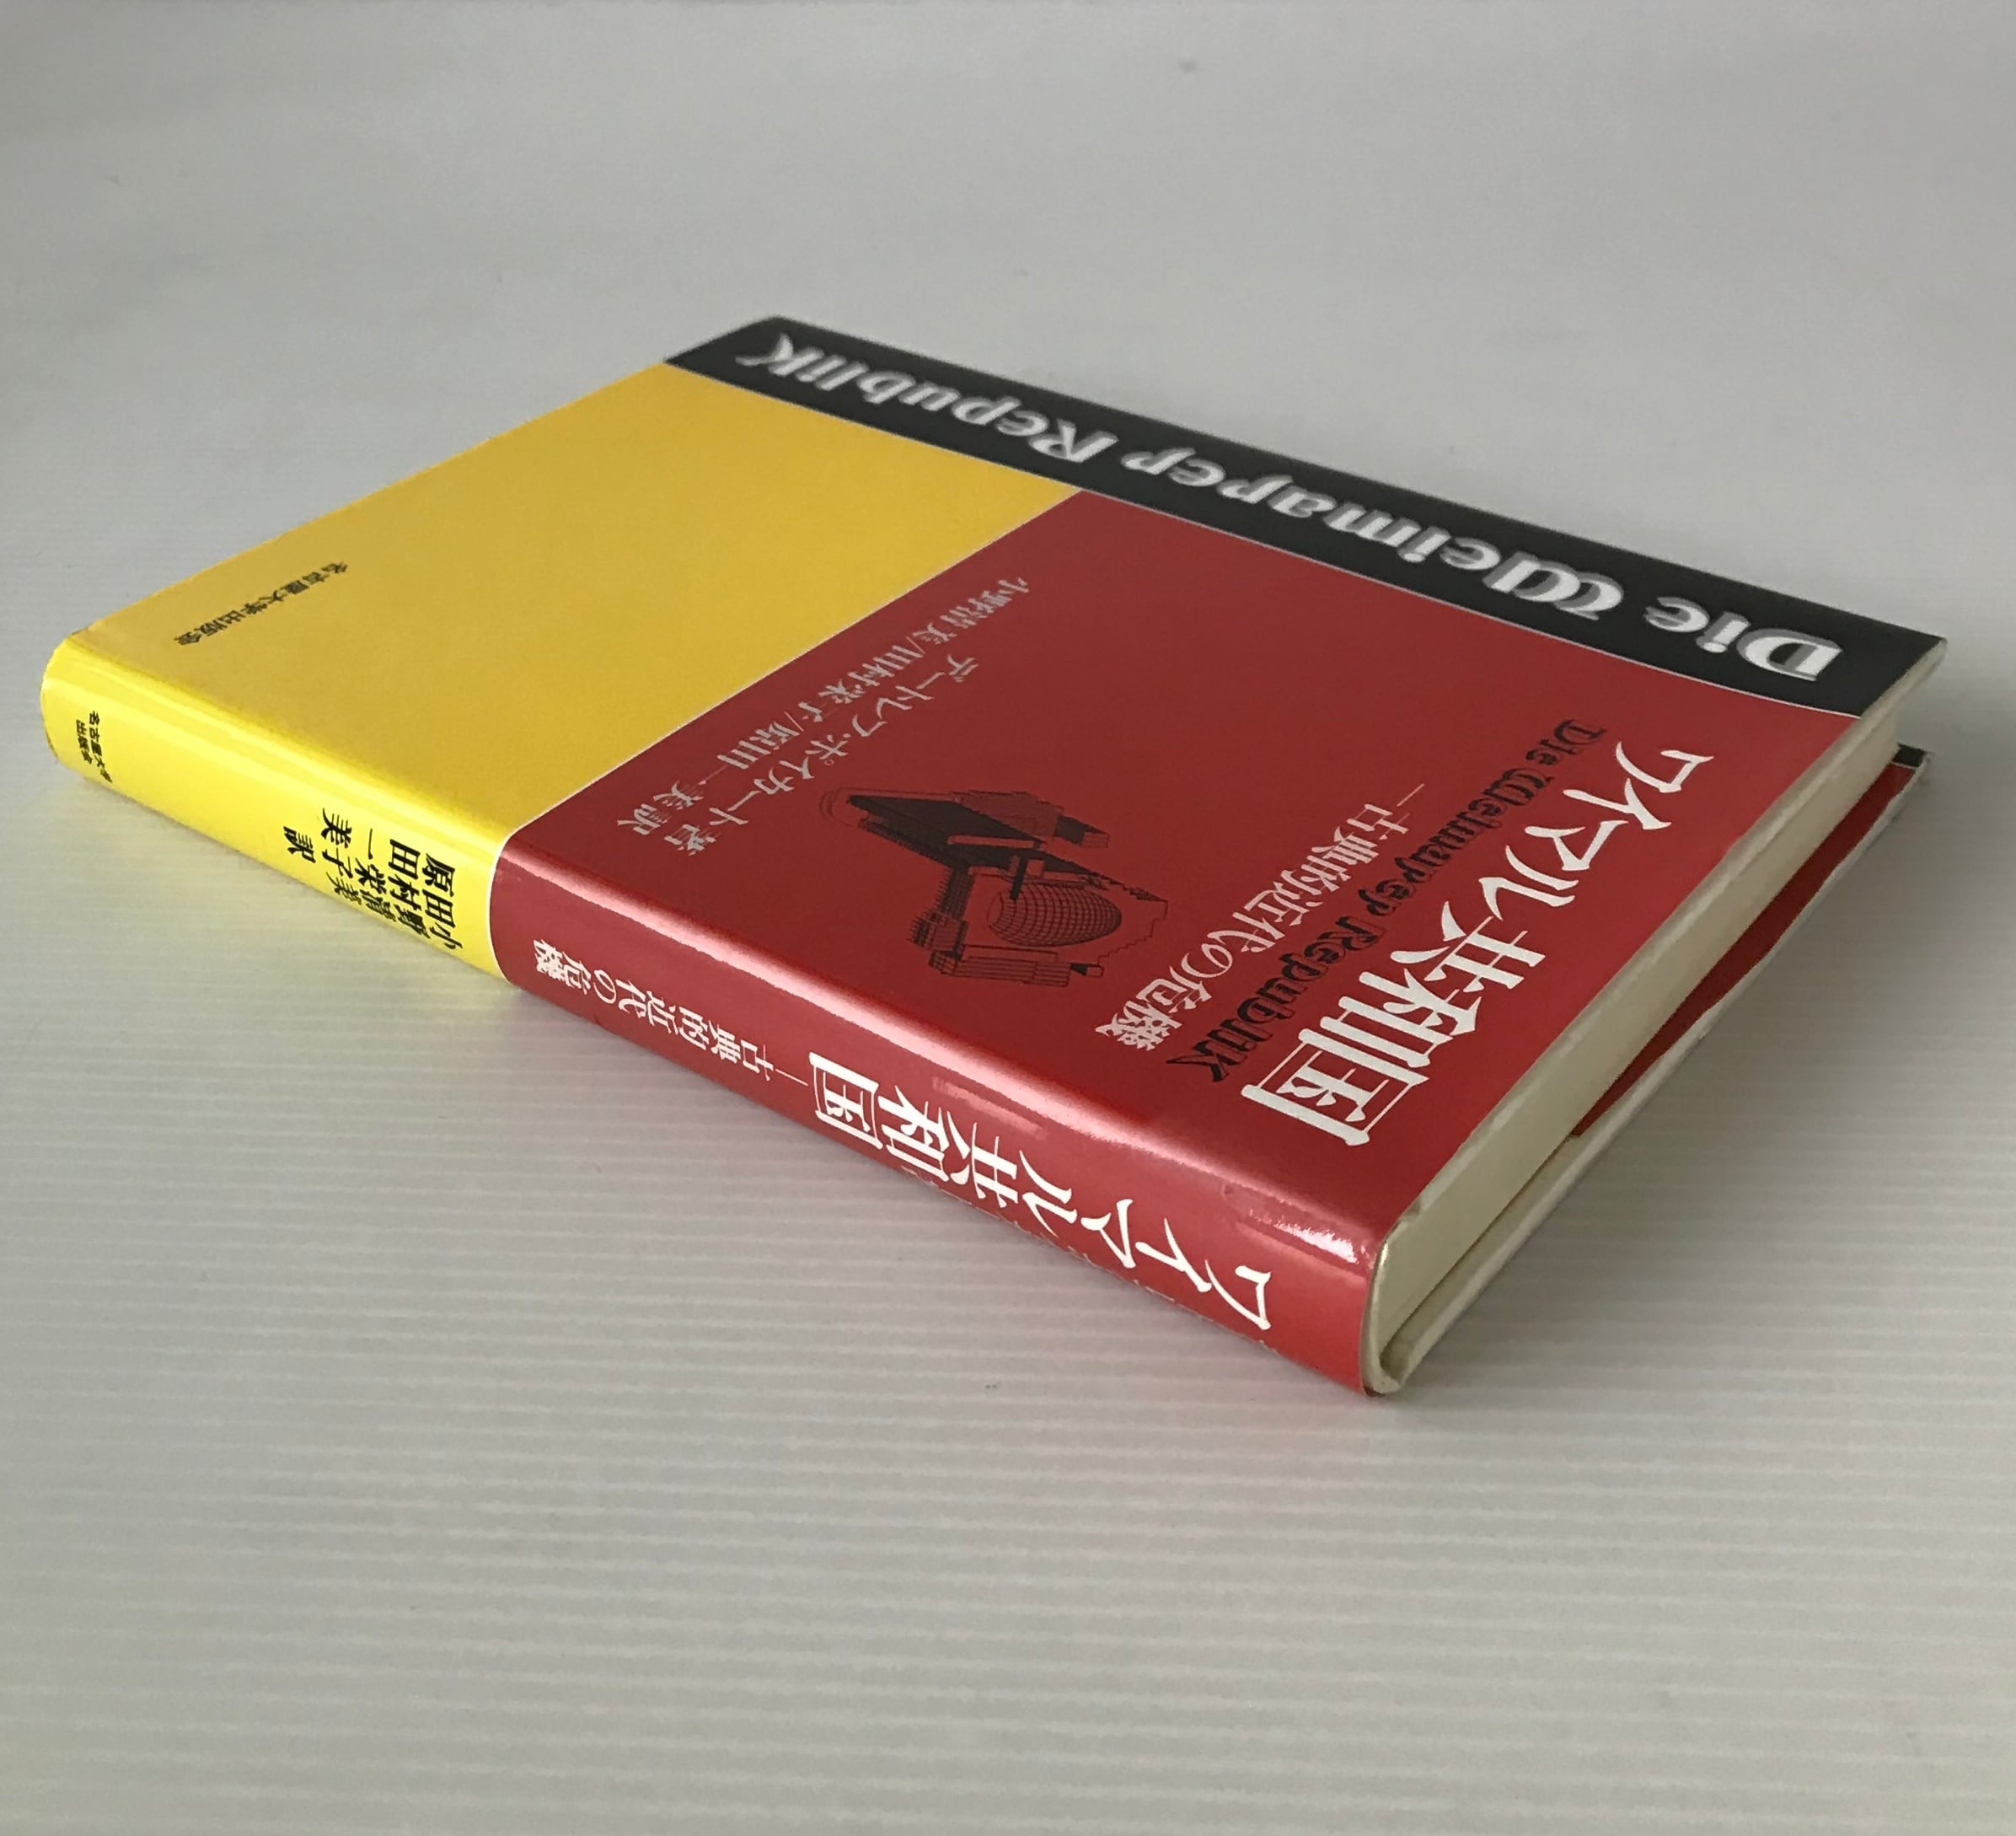 Die Weimarer Republik
ワイマル共和国
Die Weimarer Republik
―古典的近代の危機
デートレフ・ポイカート著
小野清美/田村栄子/原田一美訳
名古屋大学出版会
ワイマル共和国
―古典的近代の危機
小野清美
田村栄子
原田一美
訳
名古屋大学
出版会